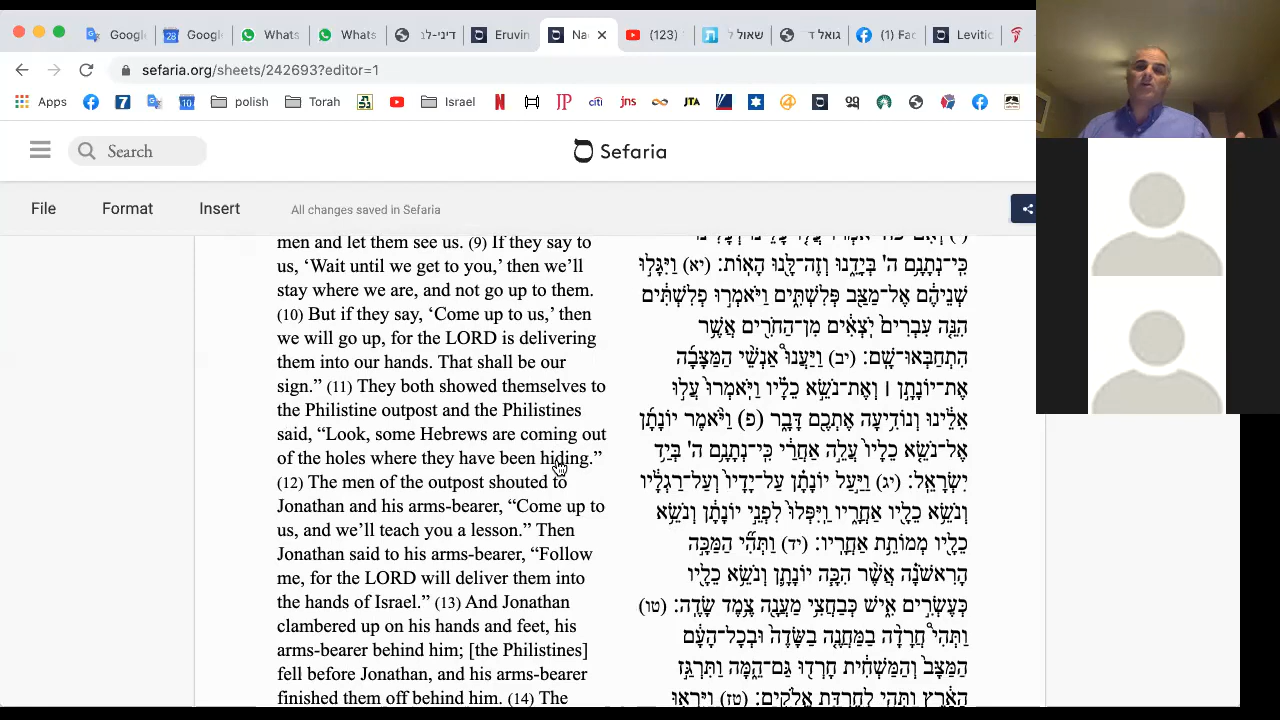 Googl
Google
Whats
Whats
דיני-לנ
Eruvin
Na
(123)
שאול ל
גואל ד
(1) Fac
Levitic
sefaria.org/sheets/242693?editor=1
Apps
polish
Torah
Israel
citi
jns
JTA
Search
Sefaria
File
Format
Insert
All changes saved in Sefaria
men and let them see us. (9) If they say to
us, ‘Wait until we get to you,’ then we’ll
stay where we are, and not go up to them.
(10) But if they say, ‘Come up to us,’ then
we will go up, for the LORD is delivering
them into our hands. That shall be our
sign.” (11) They both showed themselves to
the Philistine outpost and the Philistines
said, “Look, some Hebrews are coming out
of the holes where they have been hiding.”
(12) The men of the outpost shouted to
Jonathan and his arms-bearer, “Come up to
us, and we’ll teach you a lesson.” Then
Jonathan said to his arms-bearer, “Follow
me, for the LORD will deliver them into
the hands of Israel.” (13) And Jonathan
clambered up on his hands and feet, his
arms-bearer behind him; [the Philistines]
fell before Jonathan, and his arms-bearer
finished them off behind him. (14) The
כִּֽי־נְתָנָ֥ם ה' בְּיָדֵ֑נוּ וְזֶה־לָּ֖נוּ הָאֽוֹת׃ (יא) וַיִּגָּל֣וּ
שְׁנֵיהֶ֔ם אֶל־מַצַּ֖ב פְּלִשְׁתִּ֑ים וַיֹּאמְר֣וּ פְלִשְׁתִּ֔ים
הִנֵּ֤ה עִבְרִים֙ יֹֽצְאִ֔ים מִן־הַחֹרִ֖ים אֲשֶׁ֥ר
הִתְחַבְּאוּ־שָֽׁם׃ (יב) וַיַּעֲנוּ֩ אַנְשֵׁ֨י הַמַּצָּבָ֜ה
אֶת־יוֹנָתָ֣ן ׀ וְאֶת־נֹשֵׂ֣א כֵלָ֗יו וַיֹּֽאמְרוּ֙ עֲל֣וּ
אֵלֵ֔ינוּ וְנוֹדִ֥יעָה אֶתְכֶ֖ם דָּבָ֑ר (פ) וַיֹּ֨אמֶר יוֹנָתָ֜ן
אֶל־נֹשֵׂ֤א כֵלָיו֙ עֲלֵ֣ה אַחֲרַ֔י כִּֽי־נְתָנָ֥ם ה' בְּיַ֥ד
יִשְׂרָאֵֽל׃ (יג) וַיַּ֣עַל יוֹנָתָ֗ן עַל־יָדָיו֙ וְעַל־רַגְלָ֔יו
וְנֹשֵׂ֥א כֵלָ֖יו אַחֲרָ֑יו וַֽיִּפְּלוּ֙ לִפְנֵ֣י יוֹנָתָ֔ן וְנֹשֵׂ֥א
כֵלָ֖יו מְמוֹתֵ֥ת אַחֲרָֽיו׃ (יד) וַתְּהִ֞י הַמַּכָּ֣ה
הָרִאשֹׁנָ֗ה אֲשֶׁ֨ר הִכָּ֧ה יוֹנָתָ֛ן וְנֹשֵׂ֥א כֵלָ֖יו
כְּעֶשְׂרִ֣ים אִ֑ישׁ כְּבַחֲצִ֥י מַעֲנָ֖ה צֶ֥מֶד שָׂדֶֽה׃ (טו)
וַתְּהִי֩ חֲרָדָ֨ה בַמַּחֲנֶ֤ה בַשָּׂדֶה֙ וּבְכָל־הָעָ֔ם
הַמַּצָּב֙ וְהַמַּשְׁחִ֔ית חָרְד֖וּ גַּם־הֵ֑מָּה וַתִּרְגַּ֣ז
הָאָ֔רֶץ וַתְּהִ֖י לְחֶרְדַּ֥ת אֱלֹקִֽים׃ (טז) וַיִּרְא֤וּ